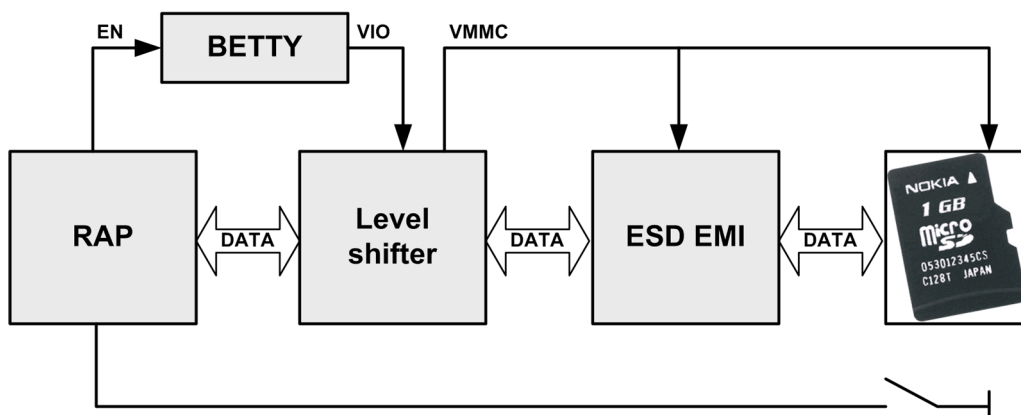 EN
BETTY
VIO
VMMC
RAP
DATA
Level
shifter
DATA
ESD EMI
DATA
NOKIA
1 GB
Micro
SD
053012345CS
C128T JAPAN